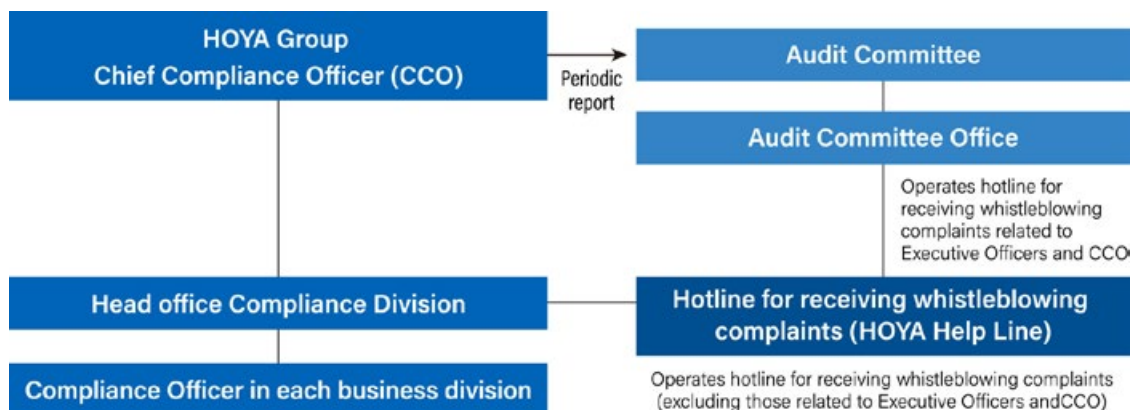 HOYA Group
Chief Compliance Officer (CCO)
Periodic
report
Audit Committee
Audit Committee Office
Operates hotline for
receiving whistleblowing
complaints related to
Executive Officers and CCO
Head office Compliance Division
Hotline for receiving whistleblowing
complaints (HOYA Help Line)
Compliance Officer in each business division
Operates hotline for receiving whistleblowing complaints
(excluding those related to Executive Officers andCCO)